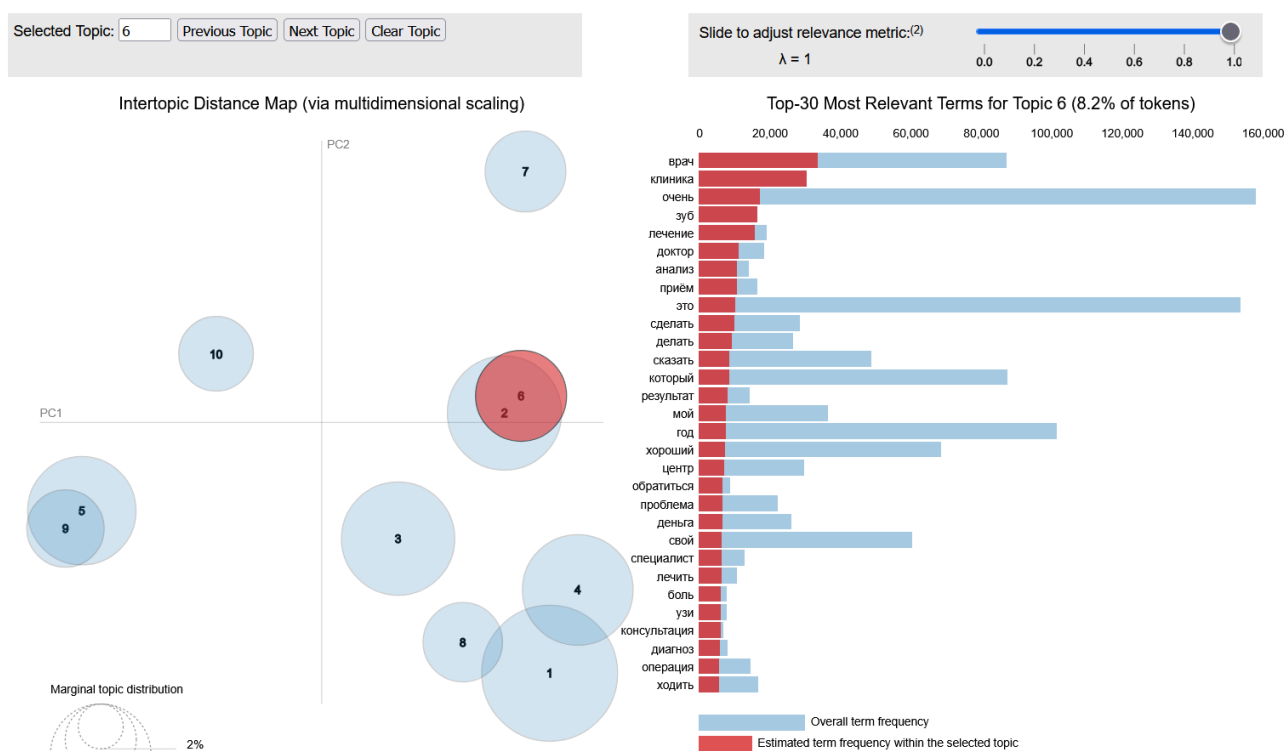 Selected Topic: 6 Previous Topic Next Topic Clear Topic
Slide to adjust relevance metric:(2)
λ = 1
0.0 0.2 0.4 0.6 0.8 1.0
Intertopic Distance Map (via multidimensional scaling)
PC2
PC1
7
10
6
2
5
9
3
4
8
1
Marginal topic distribution
2%
Top-30 Most Relevant Terms for Topic 6 (8.2% of tokens)
0 20,000 40,000 60,000 80,000 100,000 120,000 140,000 160,000
врач
клиника
очень
зуб
лечение
доктор
анализ
приём
это
сделать
делать
сказать
который
результат
мой
год
хороший
центр
обратиться
проблема
деньга
свой
специалист
лечить
боль
узи
консультация
диагноз
операция
ходить
Overall term frequency
Estimated term frequency within the selected topic